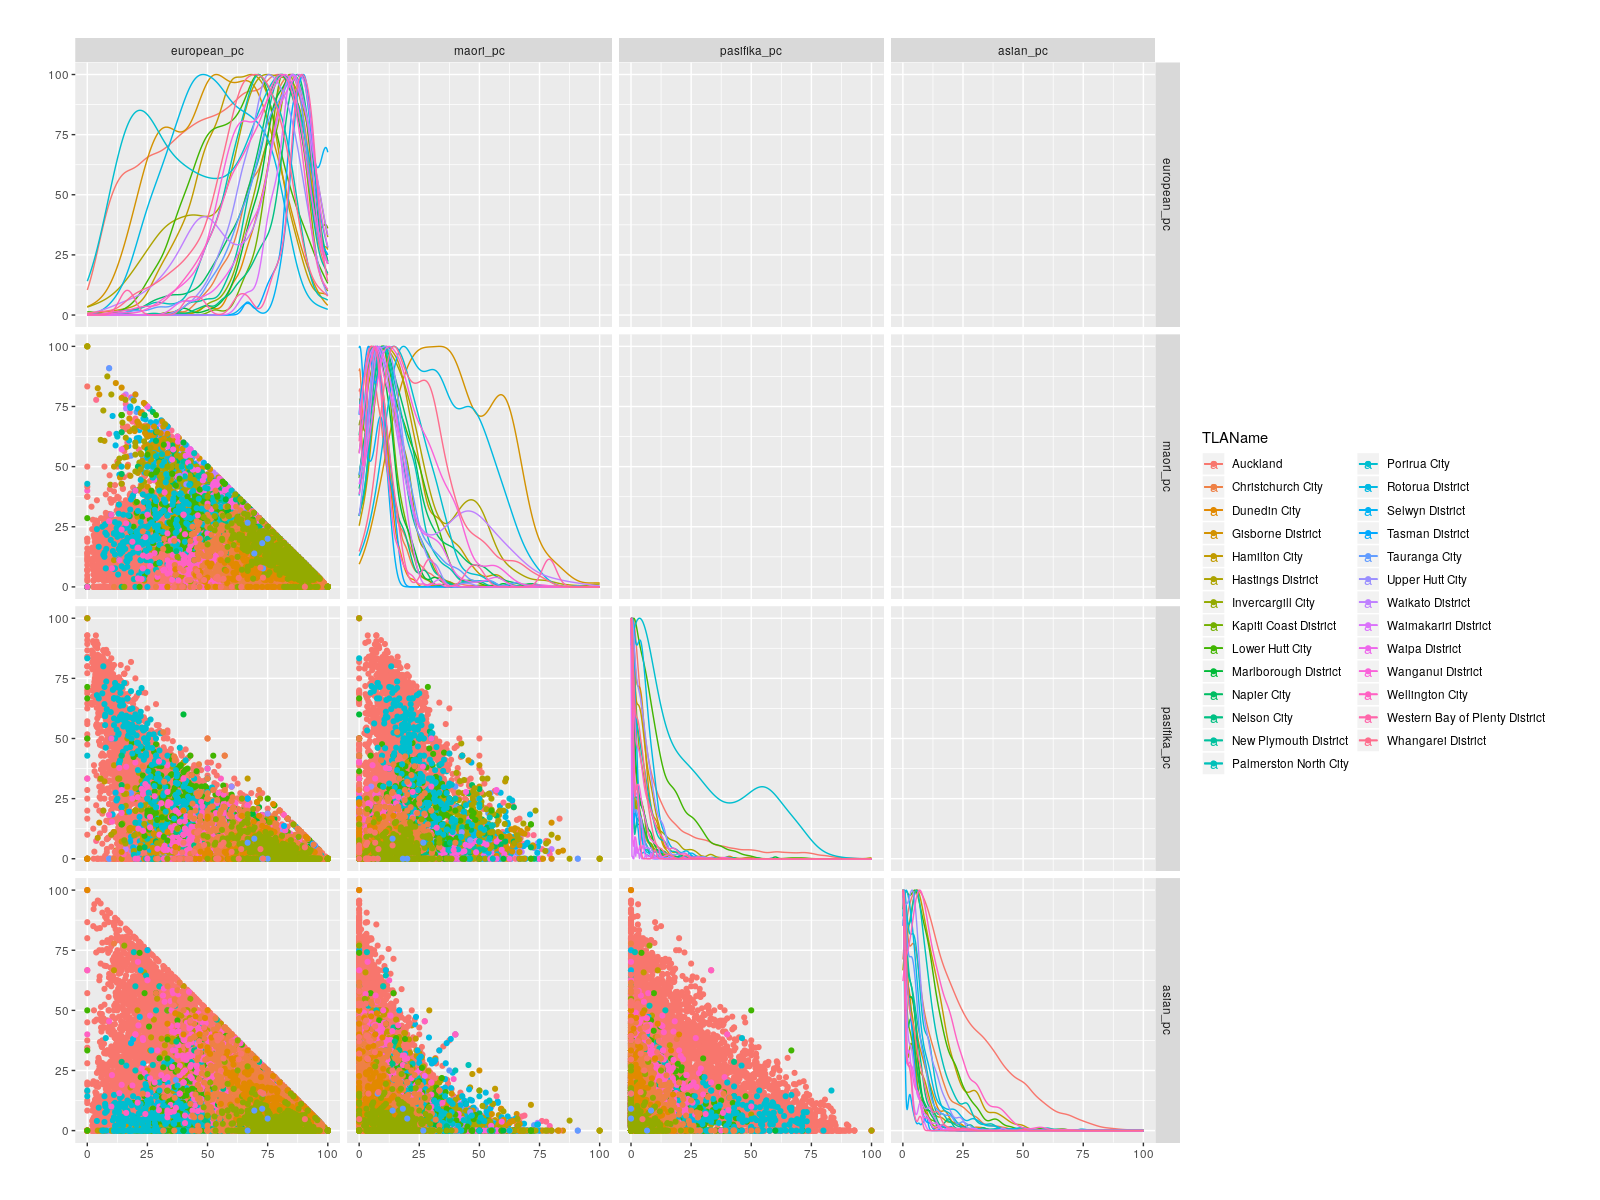 european_pc maori_pc pasifika_pc asian_pc
100
75
50
25
0
european_pc
100
75
50
25
0
maori_pc
100
75
50
25
0
pasifika_pc
100
75
50
25
0
asian_pc
0 25 50 75 100 0 25 50 75 100 0 25 50 75 100 0 25 50 75 100
TLAName
Auckland
Christchurch City
Dunedin City
Gisborne District
Hamilton City
Hastings District
Invercargill City
Kapiti Coast District
Lower Hutt City
Marlborough District
Napier City
Nelson City
New Plymouth District
Palmerston North City
Porirua City
Rotorua District
Selwyn District
Tasman District
Tauranga City
Upper Hutt City
Waikato District
Waimakariri District
Waipa District
Wanganui District
Wellington City
Western Bay of Plenty District
Whangarei District